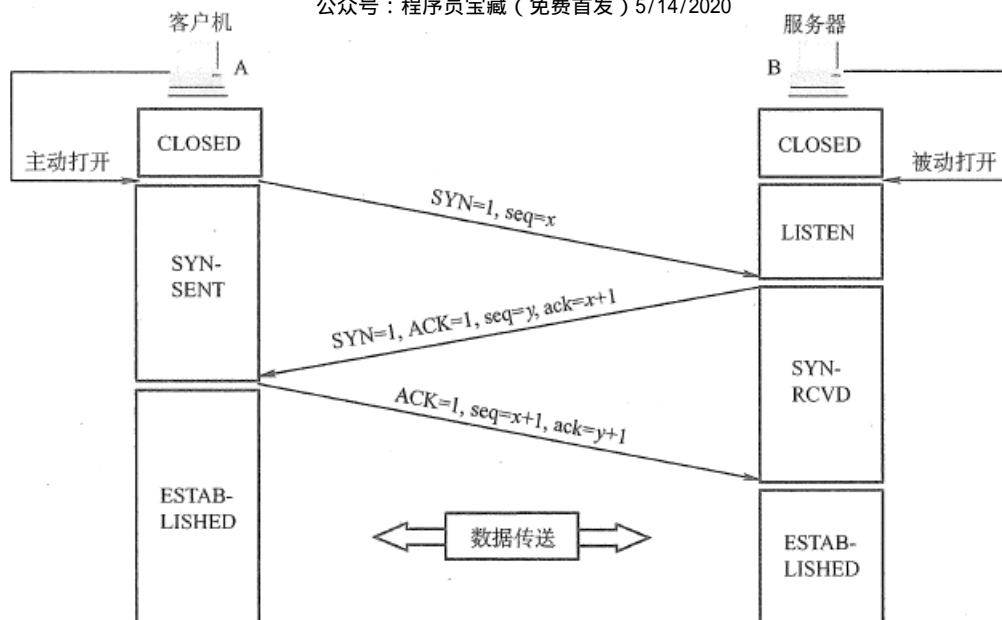 公众号：程序员宝藏（免费首发）5/14/2020
客户机
服务器
A
B
CLOSED
CLOSED
主动打开
被动打开
SYN=1, seq=x
LISTEN
SYN-
SENT
SYN=1, ACK=1, seq=y, ack=x+1
SYN-
RCVD
ACK=1, seq=x+1, ack=y+1
ESTAB-
LISHED
数据传送
ESTAB-
LISHED